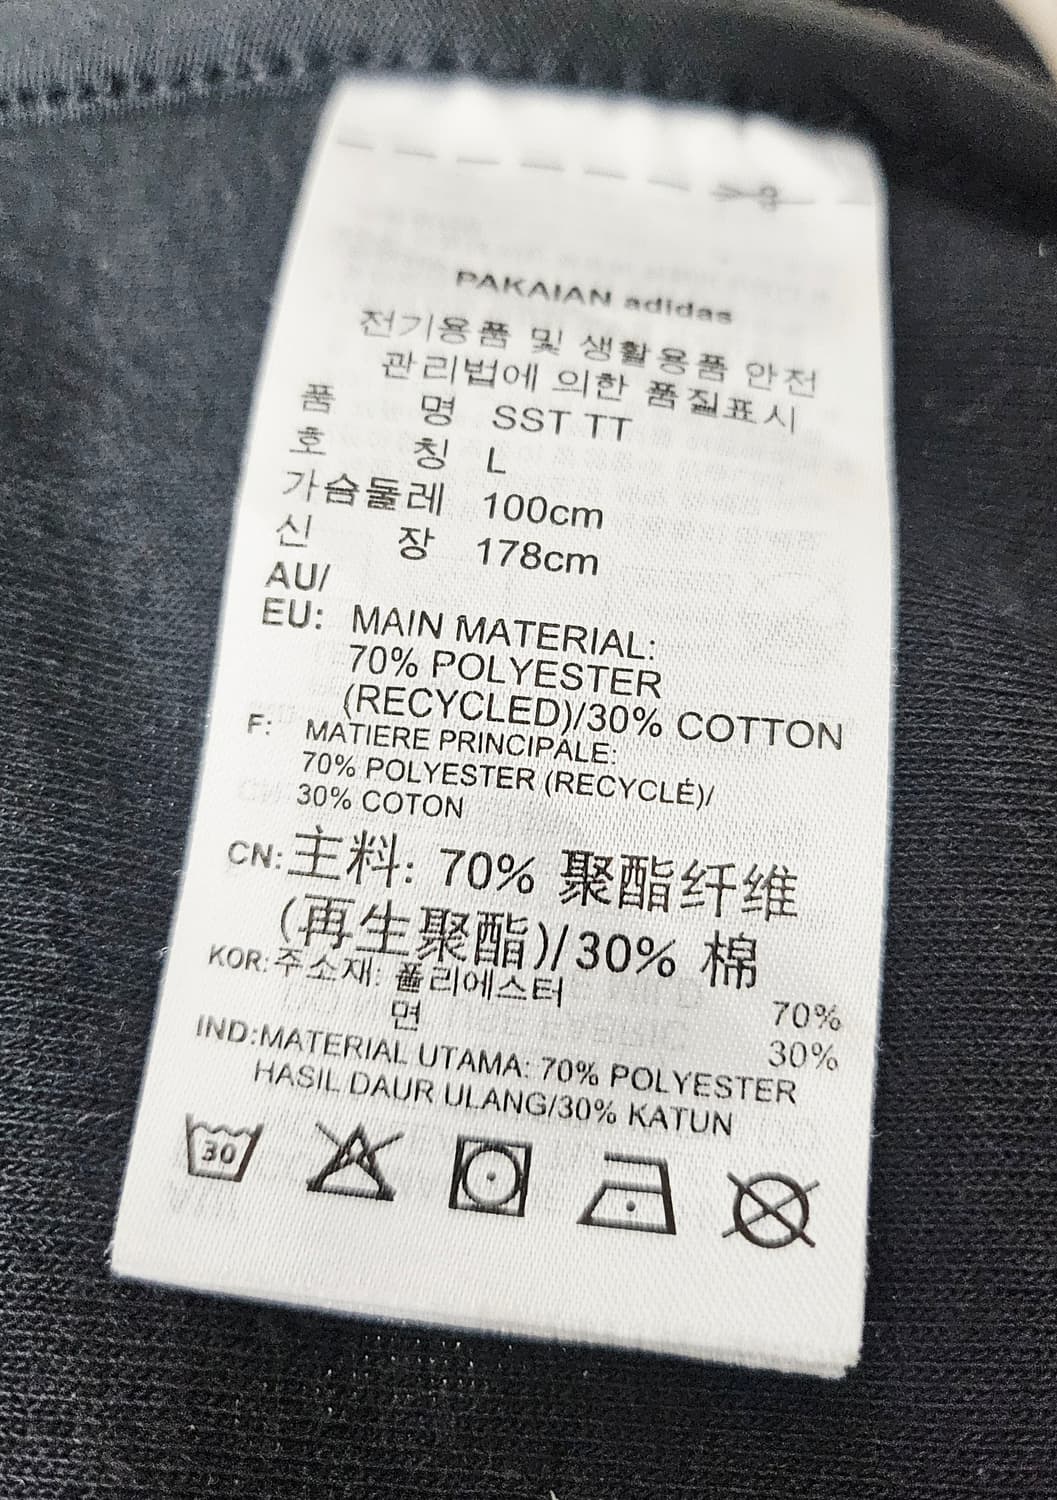 PAKAIAN adidas
전기용품 및 생활용품 안전
관리법에 의한 품질표시
품 명 SST TT
호 칭 L
가슴둘레 100cm
신 장 178cm
AU/
EU: MAIN MATERIAL:
70% POLYESTER
(RECYCLED)/30% COTTON
F: MATIERE PRINCIPALE:
70% POLYESTER (RECYCLÉ)/
30% COTON
CN: 主料: 70% 聚酯纤维
(再生聚酯)/30% 棉
KOR: 주소재: 폴리에스터 70%
면 30%
IND:MATERIAL UTAMA: 70% POLYESTER
HASIL DAUR ULANG/30% KATUN
30